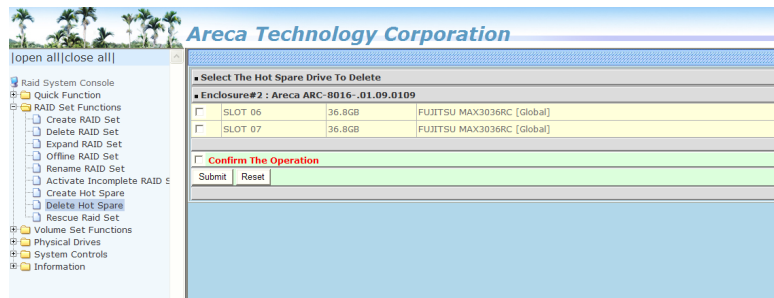 Areca Technology Corporation
|open all|close all|
Raid System Console
Quick Function
RAID Set Functions
Create RAID Set
Delete RAID Set
Expand RAID Set
Offline RAID Set
Rename RAID Set
Activate Incomplete RAID S
Create Hot Spare
Delete Hot Spare
Rescue Raid Set
Volume Set Functions
Physical Drives
System Controls
Information
Select The Hot Spare Drive To Delete
Enclosure#2 : Areca ARC-8016-.01.09.0109
SLOT 06 36.8GB FUJITSU MAX3036RC [Global]
SLOT 07 36.8GB FUJITSU MAX3036RC [Global]
Confirm The Operation
Submit Reset